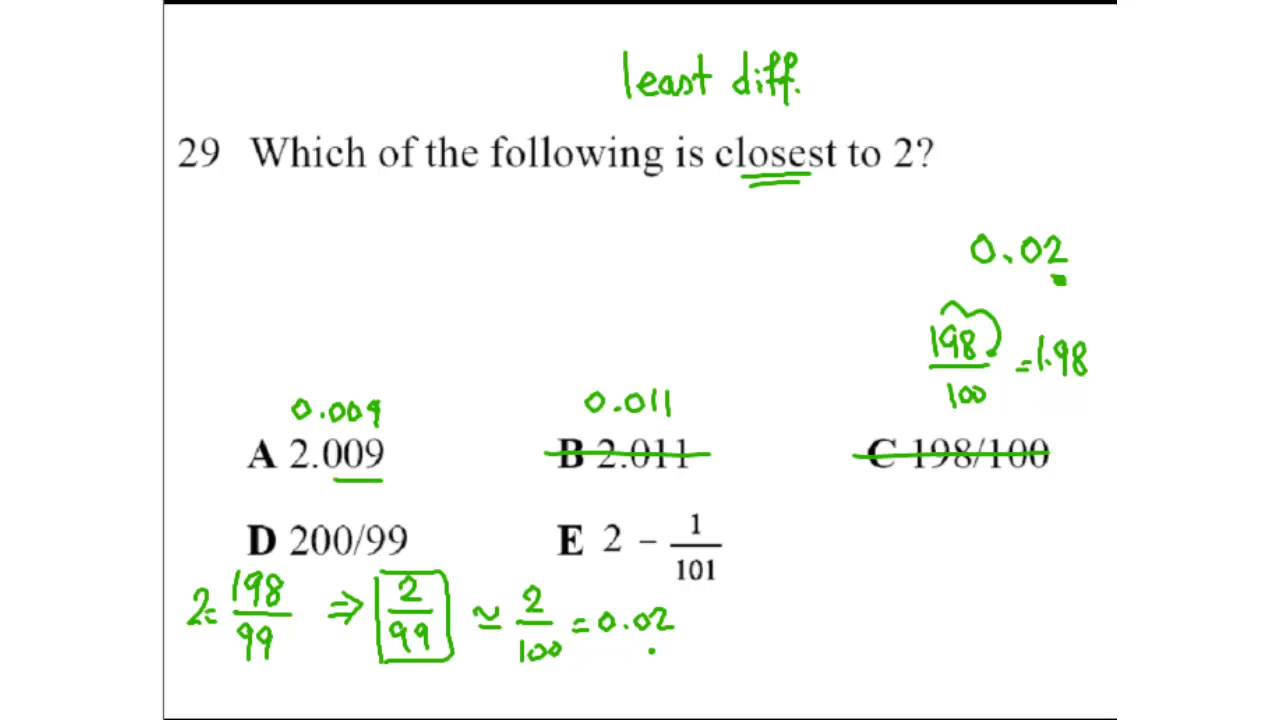 least diff.
29 Which of the following is closest to 2?
0.02
198/100 = 1.98
0.009 0.011
A 2.009 B 2.011 C 198/100
D 200/99 E 2 – 1/101
2 = 198/99 ⇒ 2/99 ≃ 2/100 = 0.02